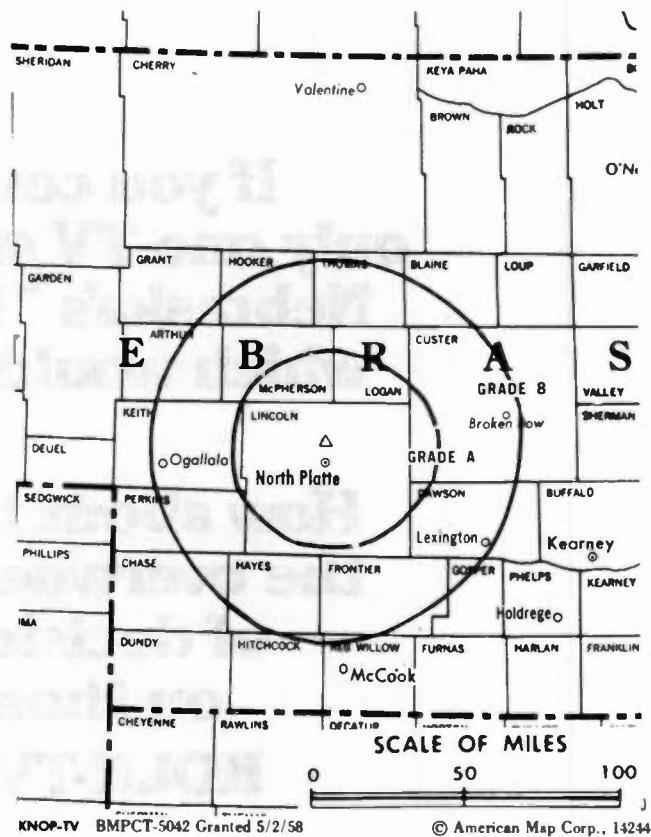 SHERIDAN
CHERRY
KEYA PAHA
Valentine
BROWN
ROCK
HOLT
GRANT
HOOKER
THOMAS
BLAINE
LOUP
GARFIELD
GARDEN
ARTHUR
CUSTER
E B R A S
McPHERSON
LOGAN
GRADE B
VALLEY
KEITH
LINCOLN
Broken Bow
SHERMAN
DEUEL
Ogallala
North Platte
GRADE A
SEDGWICK
PERKINS
DAWSON
BUFFALO
Lexington
Kearney
PHILLIPS
CHASE
HAYES
FRONTIER
GOSPER
PHELPS
KEARNEY
Holdrege
DUNDY
HITCHCOCK
RED WILLOW
FURNAS
HARLAN
FRANKLIN
McCook
CHEYENNE
RAWLINS
DECATUR
SCALE OF MILES
0 50 100
KNOP-TV BMPCT-5042 Granted 5/2/58
© American Map Corp., 14244